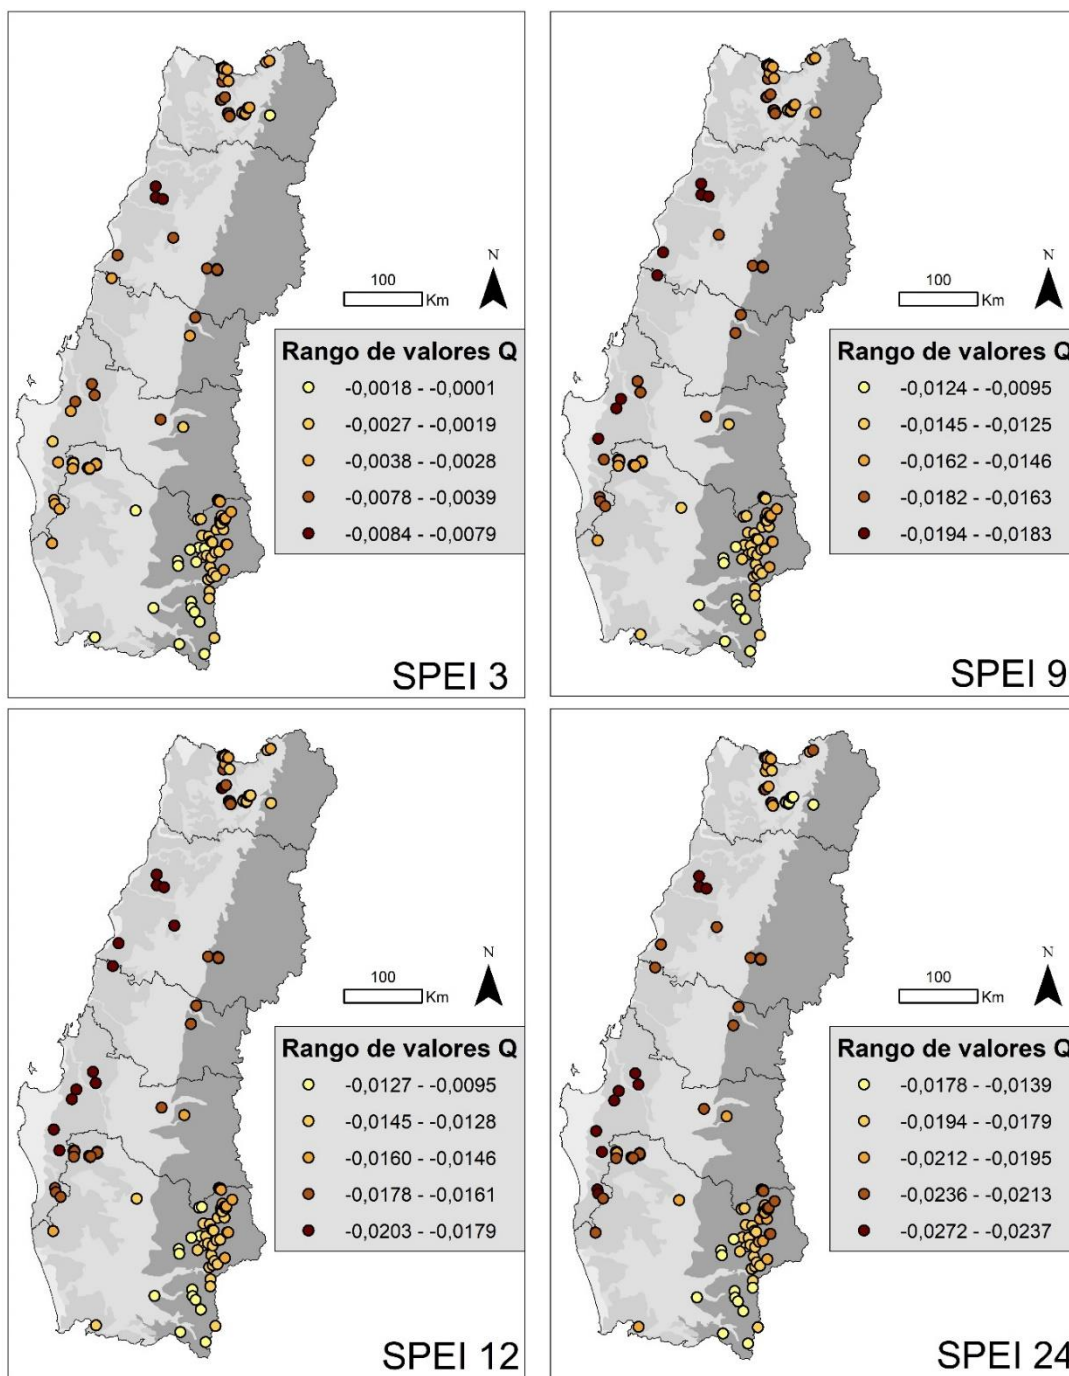 N
100
Km
Rango de valores Q
-0,0018 - -0,0001
-0,0027 - -0,0019
-0,0038 - -0,0028
-0,0078 - -0,0039
-0,0084 - -0,0079
SPEI 3
N
100
Km
Rango de valores Q
-0,0124 - -0,0095
-0,0145 - -0,0125
-0,0162 - -0,0146
-0,0182 - -0,0163
-0,0194 - -0,0183
SPEI 9
N
100
Km
Rango de valores Q
-0,0127 - -0,0095
-0,0145 - -0,0128
-0,0160 - -0,0146
-0,0178 - -0,0161
-0,0203 - -0,0179
SPEI 12
N
100
Km
Rango de valores Q
-0,0178 - -0,0139
-0,0194 - -0,0179
-0,0212 - -0,0195
-0,0236 - -0,0213
-0,0272 - -0,0237
SPEI 24